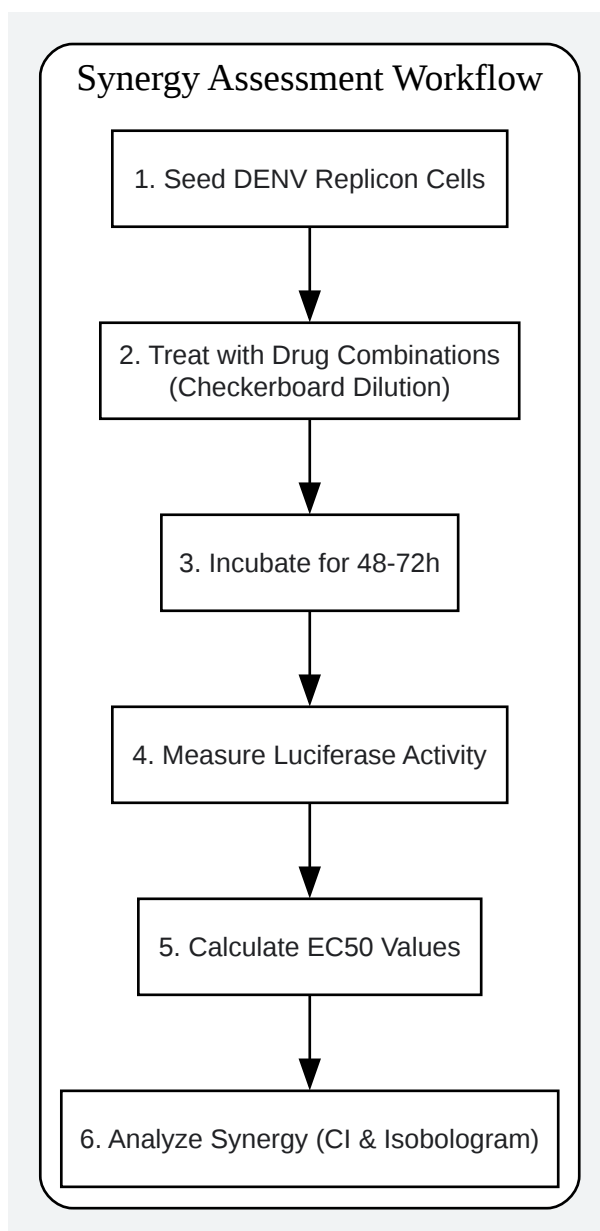 Synergy Assessment Workflow
1. Seed DENV Replicon Cells
2. Treat with Drug Combinations
(Checkerboard Dilution)
3. Incubate for 48-72h
4. Measure Luciferase Activity
5. Calculate EC50 Values
6. Analyze Synergy (CI & Isobologram)